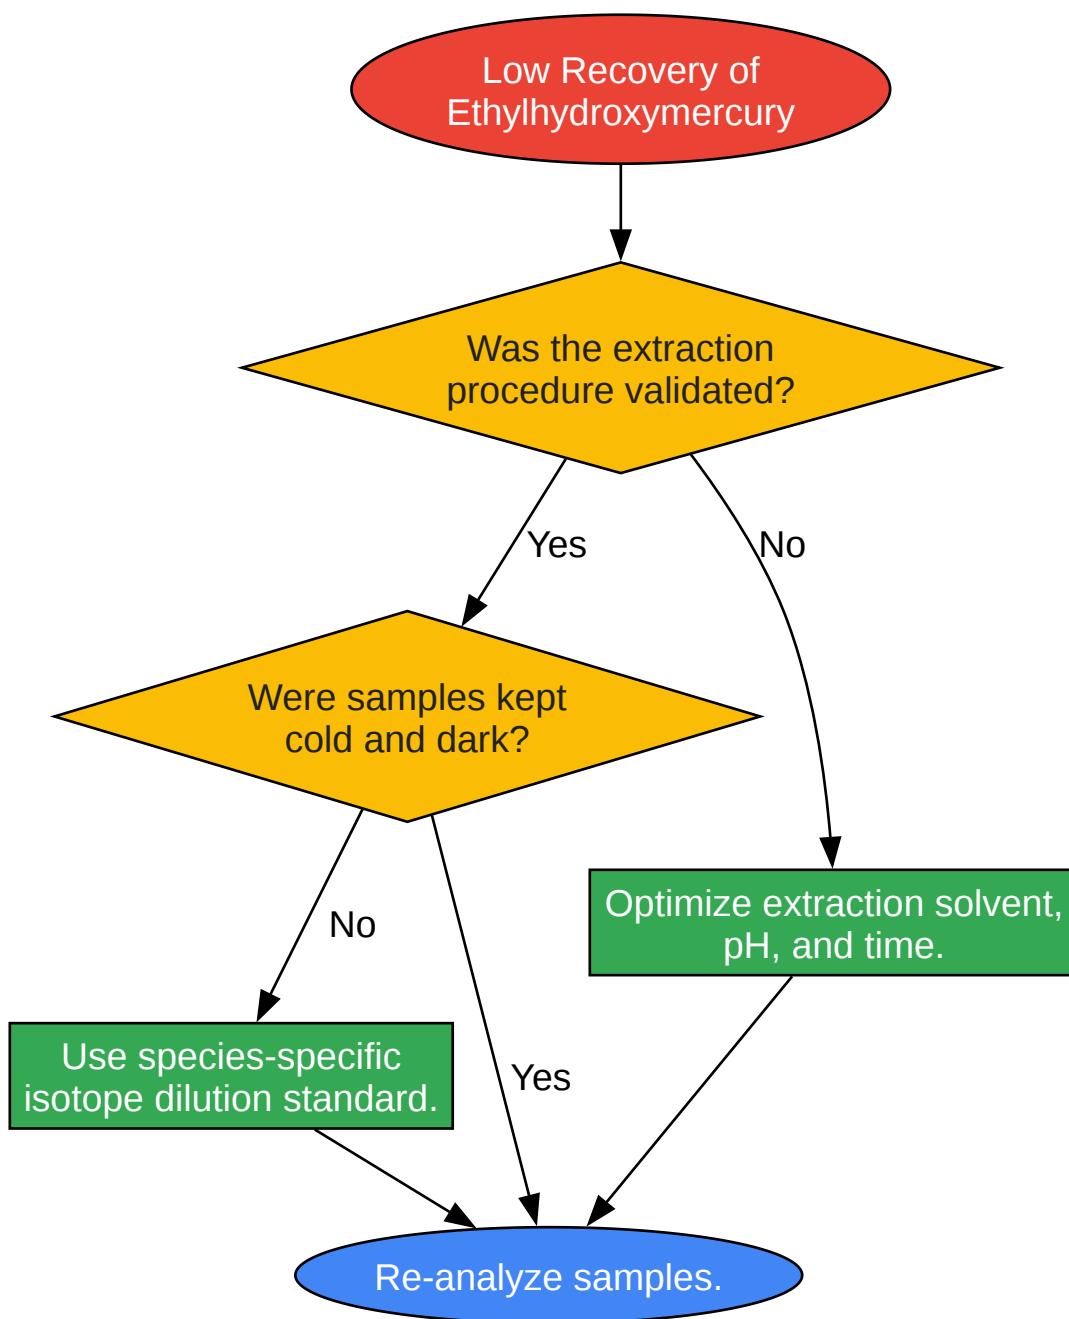 Low Recovery of
Ethylhydroxymercury
Was the extraction
procedure validated?
Yes
No
Were samples kept
cold and dark?
Optimize extraction solvent,
pH, and time.
No
Use species-specific
isotope dilution standard.
Yes
Re-analyze samples.